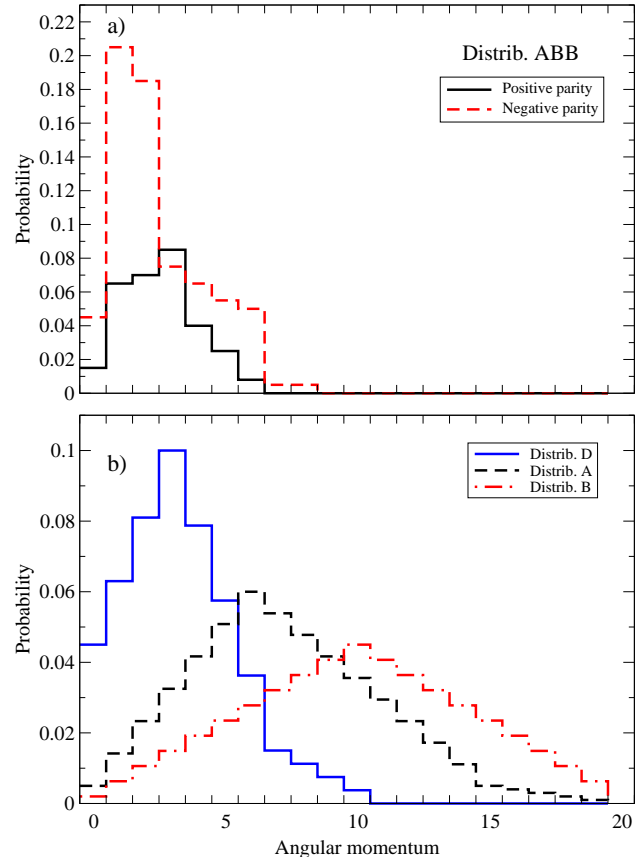 a)
Distrib. ABB
Positive parity
Negative parity
Probability
0.22
0.2
0.18
0.16
0.14
0.12
0.1
0.08
0.06
0.04
0.02
0
b)
Distrib. D
Distrib. A
Distrib. B
Probability
0.1
0.08
0.06
0.04
0.02
0
0 5 10 15 20
Angular momentum